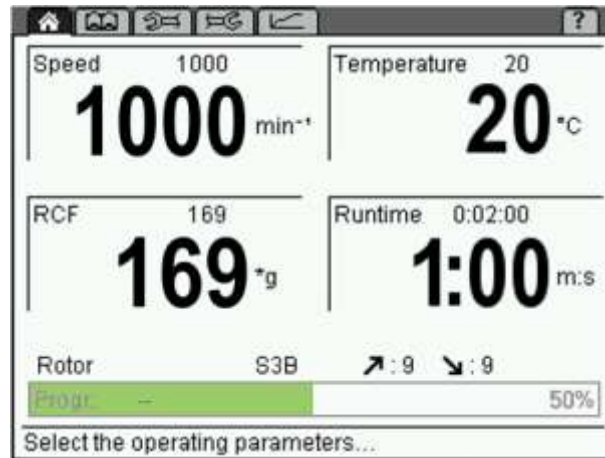 ?
Speed 1000
1000 min⁻¹
Temperature 20
20 °C
RCF 169
169 *g
Runtime 0:02:00
1:00 m:s
Rotor S3B ↗: 9 ↘: 9
Progr.: -- 50%
Select the operating parameters...